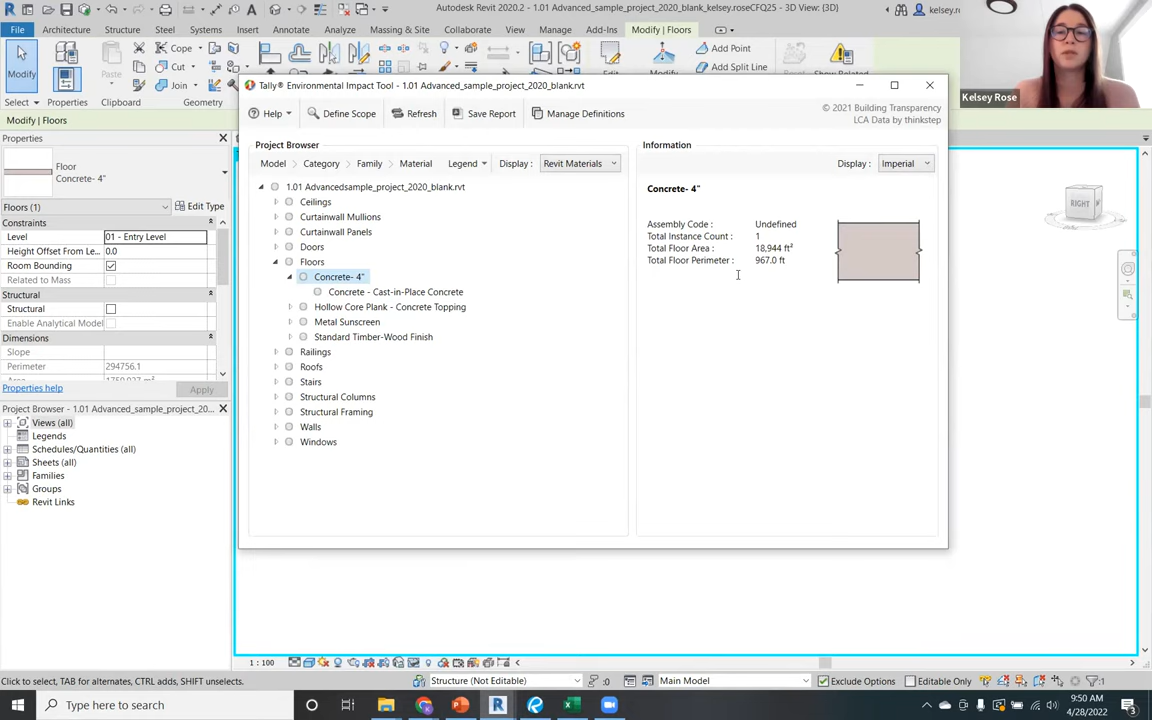 Autodesk Revit 2020.2 - 1.01 Advanced_sample_project_2020_blank_kelsey.roseCFQ25 - 3D View: {3D}
kelsey.r
File Architecture Structure Steel Systems Insert Annotate Analyze Massing & Site Collaborate View Manage Add-Ins Modify | Floors
Modify
Paste
Cope
Cut
Join
Add Point
Add Split Line
Modify
Show Related
Select Properties Clipboard Geometry
Kelsey Rose
Modify | Floors
Properties
Floor
Concrete- 4"
Floors (1) Edit Type
Constraints
Level 01 - Entry Level
Height Offset From Le... 0.0
Room Bounding
Related to Mass
Structural
Structural
Enable Analytical Model
Dimensions
Slope
Perimeter 294756.1
Properties help Apply
Project Browser - 1.01 Advanced_sample_project_20...
Views (all)
Legends
Schedules/Quantities (all)
Sheets (all)
Families
Groups
Revit Links
Tally® Environmental Impact Tool - 1.01 Advanced_sample_project_2020_blank.rvt
Help Define Scope Refresh Save Report Manage Definitions
© 2021 Building Transparency
LCA Data by thinkstep
Project Browser
Model Category Family Material Legend Display : Revit Materials
1.01 Advancedsample_project_2020_blank.rvt
Ceilings
Curtainwall Mullions
Curtainwall Panels
Doors
Floors
Concrete- 4"
Concrete - Cast-in-Place Concrete
Hollow Core Plank - Concrete Topping
Metal Sunscreen
Standard Timber-Wood Finish
Railings
Roofs
Stairs
Structural Columns
Structural Framing
Walls
Windows
Information
Display : Imperial
Concrete- 4"
Assembly Code : Undefined
Total Instance Count : 1
Total Floor Area : 18,944 ft²
Total Floor Perimeter : 967.0 ft
RIGHT
1 : 100
Click to select, TAB for alternates, CTRL adds, SHIFT unselects.
Structure (Not Editable) :0 Main Model Exclude Options Editable Only :1
Type here to search
9:50 AM
4/28/2022